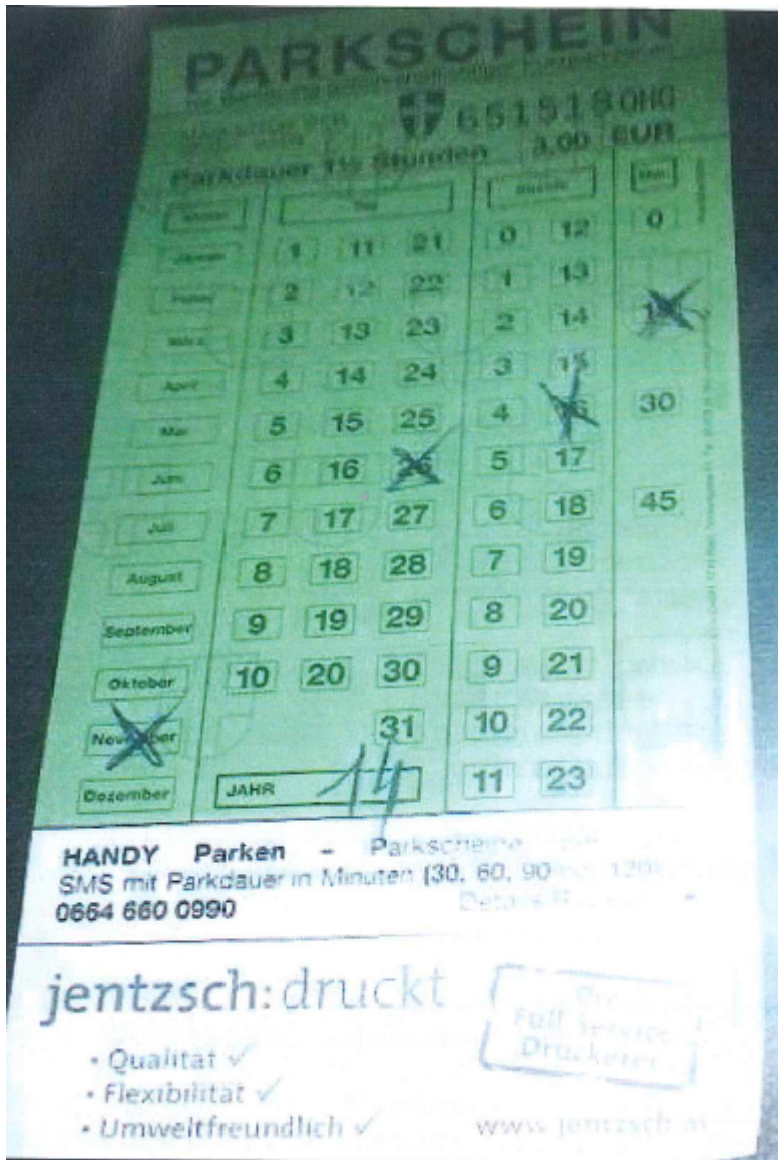 PARKSCHEIN
651518 OHG
Parkdauer 1½ Stunden 3,00 EUR
Tag Stunde Min.
Jänner 1 11 21 0 12 0
2 12 22 1 13
März 3 13 23 2 14
April 4 14 24 3 15
Mai 5 15 25 4 30
Juni 6 16 26 5 17
Juli 7 17 27 6 18 45
August 8 18 28 7 19
September 9 19 29 8 20
Oktober 10 20 30 9 21
November 31 10 22
Dezember JAHR 14 11 23
HANDY Parken – Parkscheine
SMS mit Parkdauer in Minuten (30, 60, 90 120)
0664 660 0990 Details
jentzsch:druckt
Full Service
Druckerei
• Qualität ✓
• Flexibilität ✓
• Umweltfreundlich ✓ www.jentzsch.at